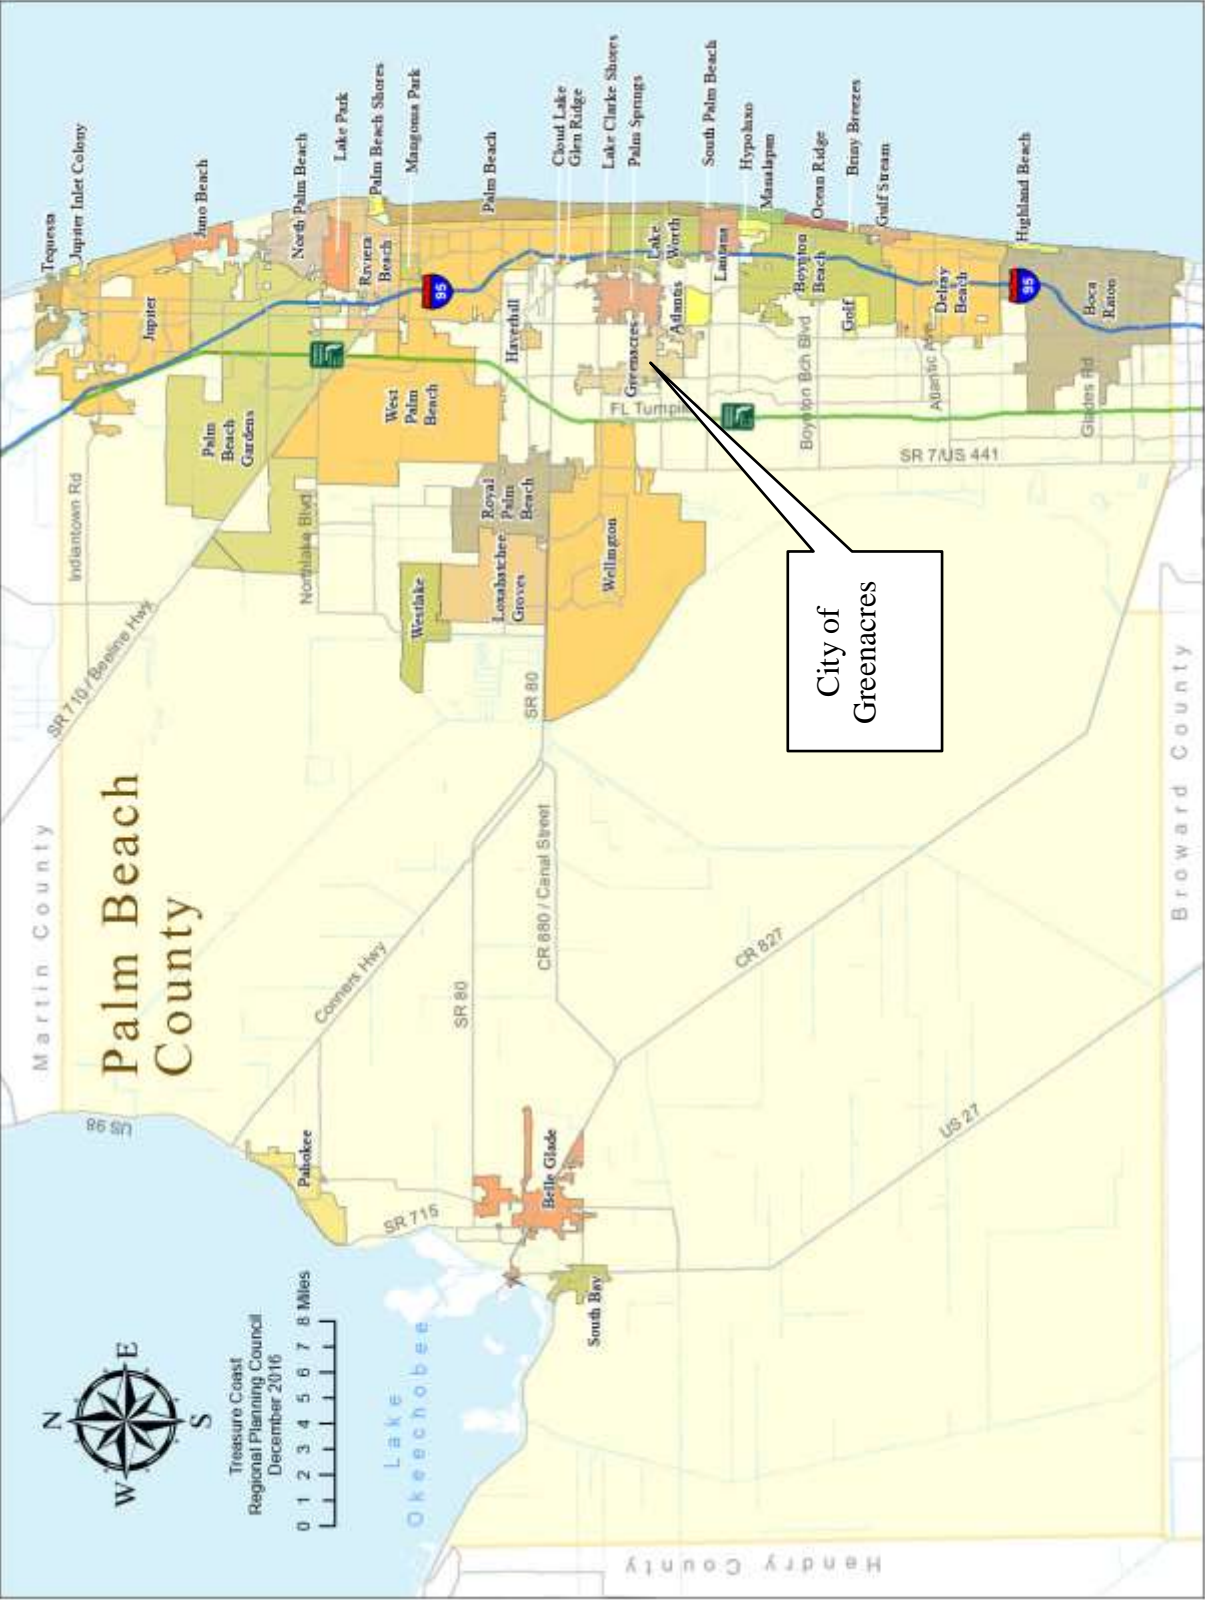 Palm Beach
County
Martin County
Broward County
Hendry County
N
W
E
S
Treasure Coast
Regional Planning Council
December 2016
0 1 2 3 4 5 6 7 8 Miles
Lake
Okeechobee
Tequesta
Jupiter Inlet Colony
Juno Beach
North Palm Beach
Lake Park
Palm Beach Shores
Mangonia Park
Palm Beach
Cloud Lake
Glen Ridge
Lake Clarke Shores
Palm Springs
South Palm Beach
Hypoluxo
Manalapan
Ocean Ridge
Briny Breezes
Gulf Stream
Highland Beach
Jupiter
Riviera
Beach
95
Haverhill
Lake
Worth
Lantana
Atlantis
Greenacres
Boynton
Beach
Golf
Delray
Beach
95
Boca
Raton
Palm
Beach
Gardens
West
Palm
Beach
Royal
Palm
Beach
Loxahatchee
Groves
Westlake
Wellington
Pahokee
Belle Glade
South Bay
Indiantown Rd
Northlake Blvd
SR 710 / Beeline Hwy
FL Turnpike
Boynton Bch Blvd
Atlantic Av
Glades Rd
SR 7/US 441
SR 80
CR 880 / Canal Street
SR 80
Conners Hwy
CR 827
US 27
US 98
SR 715
City of
Greenacres